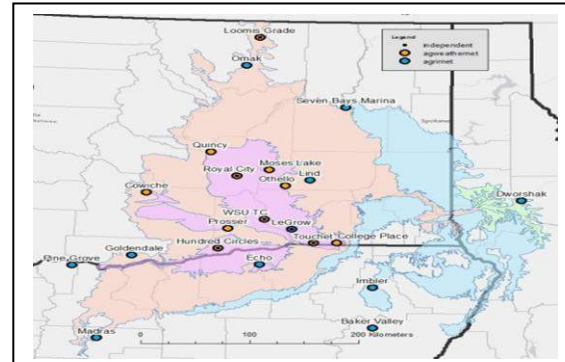 Loomis Grade
Legend
independent
agweathernet
agrimet
Omak
Seven Bays Marina
Spokane
Quincy
Moses Lake
Royal City
Othello
Lind
Cowiche
Dworshak
WSU TC
Prosser
LeGrow
Hundred Circles
Touchet
College Place
Goldendale
Pine Grove
Echo
Imbler
Madras
Baker Valley
0
100
200 Kilometers